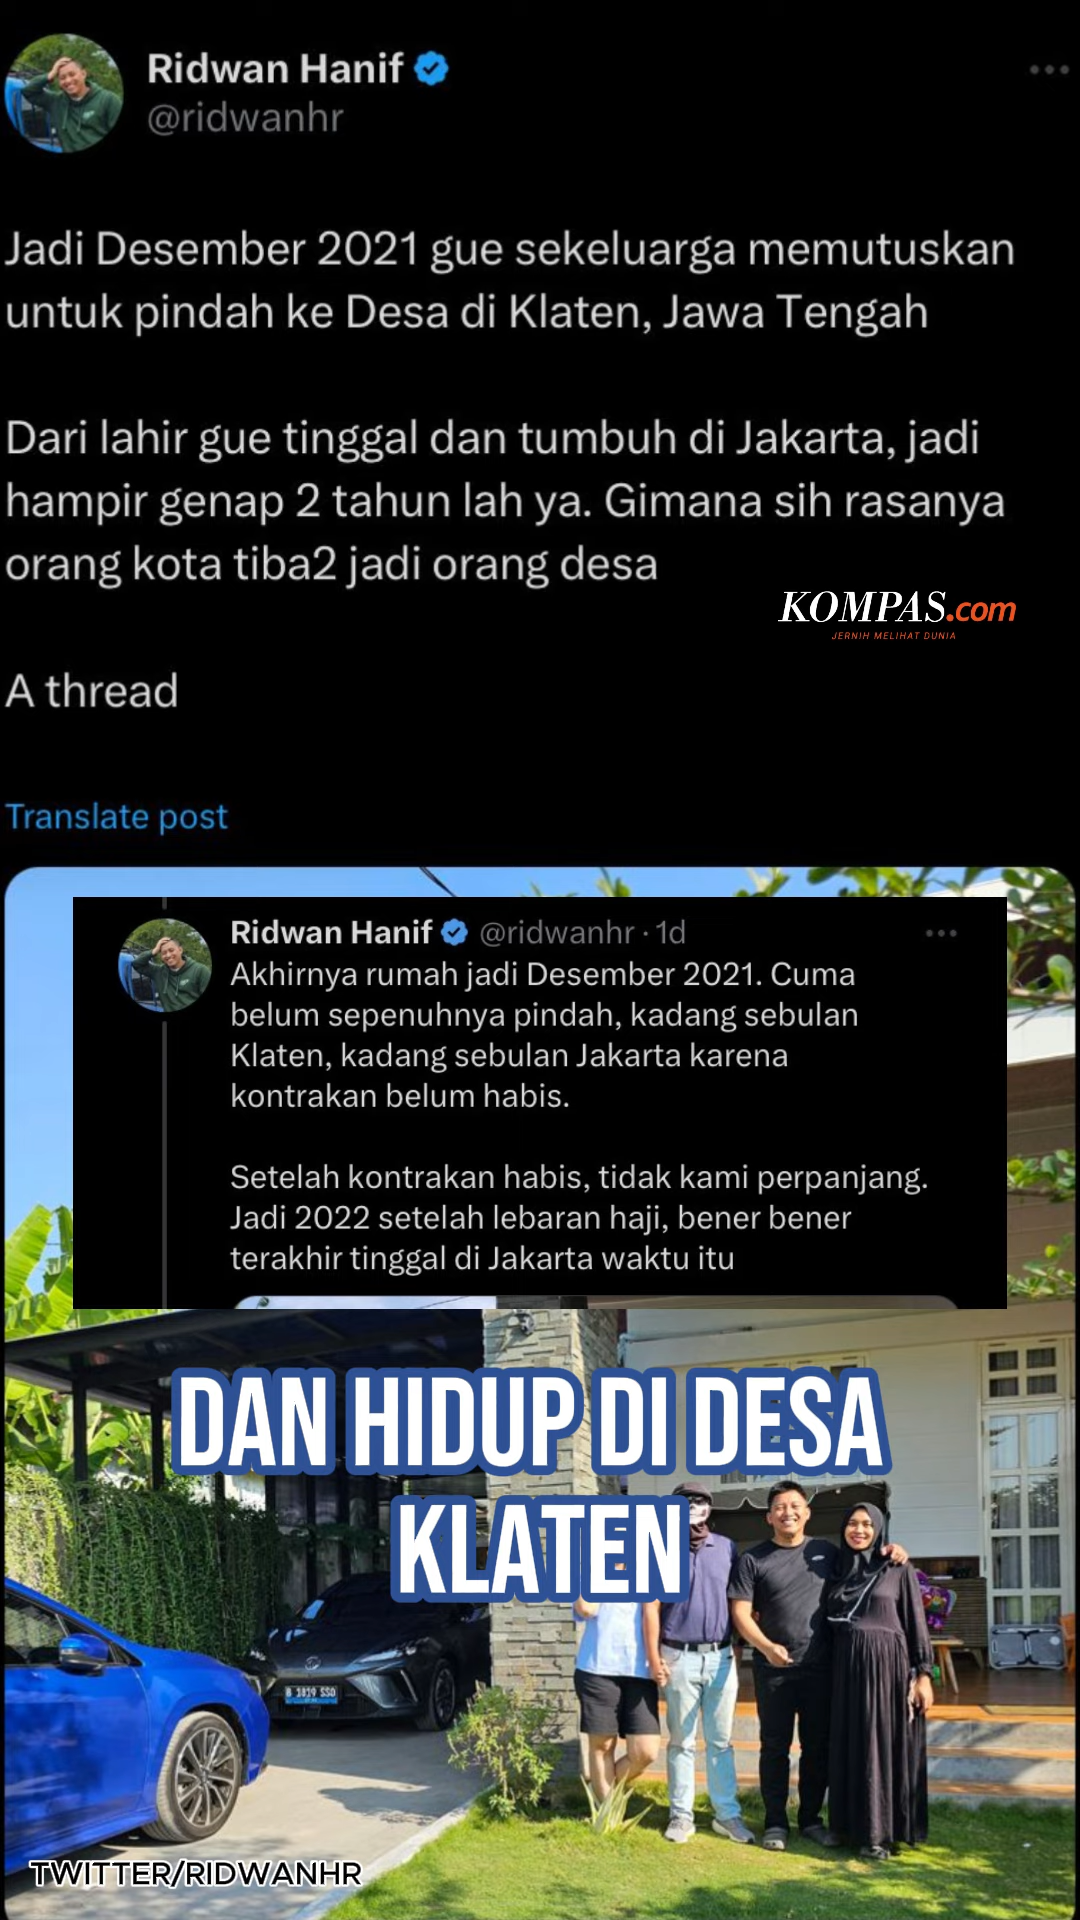 Ridwan Hanif
@ridwanhr
Jadi Desember 2021 gue sekeluarga memutuskan
untuk pindah ke Desa di Klaten, Jawa Tengah
Dari lahir gue tinggal dan tumbuh di Jakarta, jadi
hampir genap 2 tahun lah ya. Gimana sih rasanya
orang kota tiba2 jadi orang desa
KOMPAS.com
JERNIH MELIHAT DUNIA
A thread
Translate post
Ridwan Hanif @ridwanhr · 1d
Akhirnya rumah jadi Desember 2021. Cuma
belum sepenuhnya pindah, kadang sebulan
Klaten, kadang sebulan Jakarta karena
kontrakan belum habis.
Setelah kontrakan habis, tidak kami perpanjang.
Jadi 2022 setelah lebaran haji, bener bener
terakhir tinggal di Jakarta waktu itu
DAN HIDUP DI DESA
KLATEN
B 1819 SSO
TWITTER/RIDWANHR